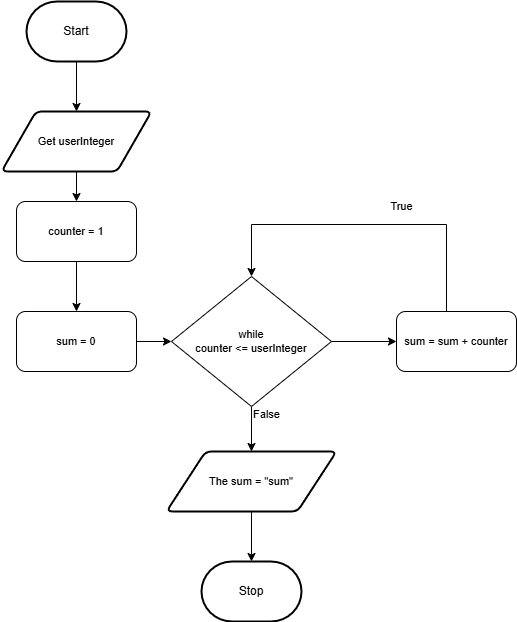 Start
Get userInteger
counter = 1
sum = 0
while
counter <= userInteger
True
sum = sum + counter
False
The sum = "sum"
Stop